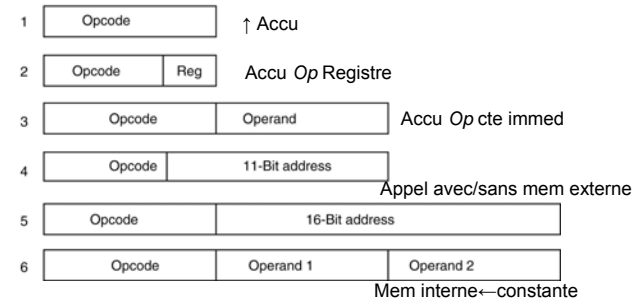 1 Opcode ↑ Accu
2 Opcode Reg Accu Op Registre
3 Opcode Operand Accu Op cte immed
4 Opcode 11-Bit address
Appel avec/sans mem externe
5 Opcode 16-Bit address
6 Opcode Operand 1 Operand 2
Mem interne←constante